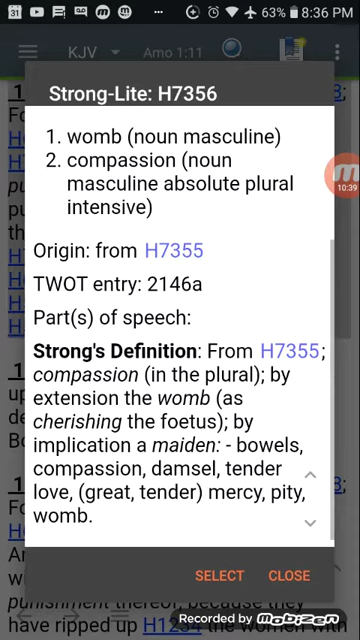 31
63% 8:36 PM
KJV Amo 1:11
Strong-Lite: H7356
1. womb (noun masculine)
2. compassion (noun
masculine absolute plural
intensive)
10:39
Origin: from H7355
TWOT entry: 2146a
Part(s) of speech:
Strong's Definition: From H7355;
compassion (in the plural); by
extension the womb (as
cherishing the foetus); by
implication a maiden: - bowels,
compassion, damsel, tender
love, (great, tender) mercy, pity,
womb.
SELECT CLOSE
punishment thereof, because they
Recorded by Mobizen
have ripped up H1234 the women with